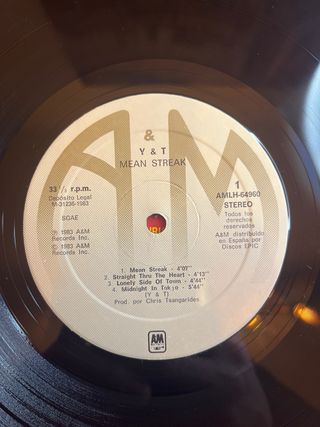 &
A&M
Y & T
MEAN STREAK
33 ⅓ r.p.m.
Depósito Legal
M-31236-1983
SGAE
℗ 1983 A&M
Records Inc.
© 1983 A&M
Records Inc.
1
AMLH-64960
STEREO
Todos los
derechos
reservados
A&M distribuido
en España por
Discos EPIC
1. Mean Streak - 4'07"
2. Straight Thru The Heart - 4'13"
3. Lonely Side Of Town - 4'44"
4. Midnight In Tokio - 5'44"
(Y & T)
Prod. por Chris Tsangarides
A&M